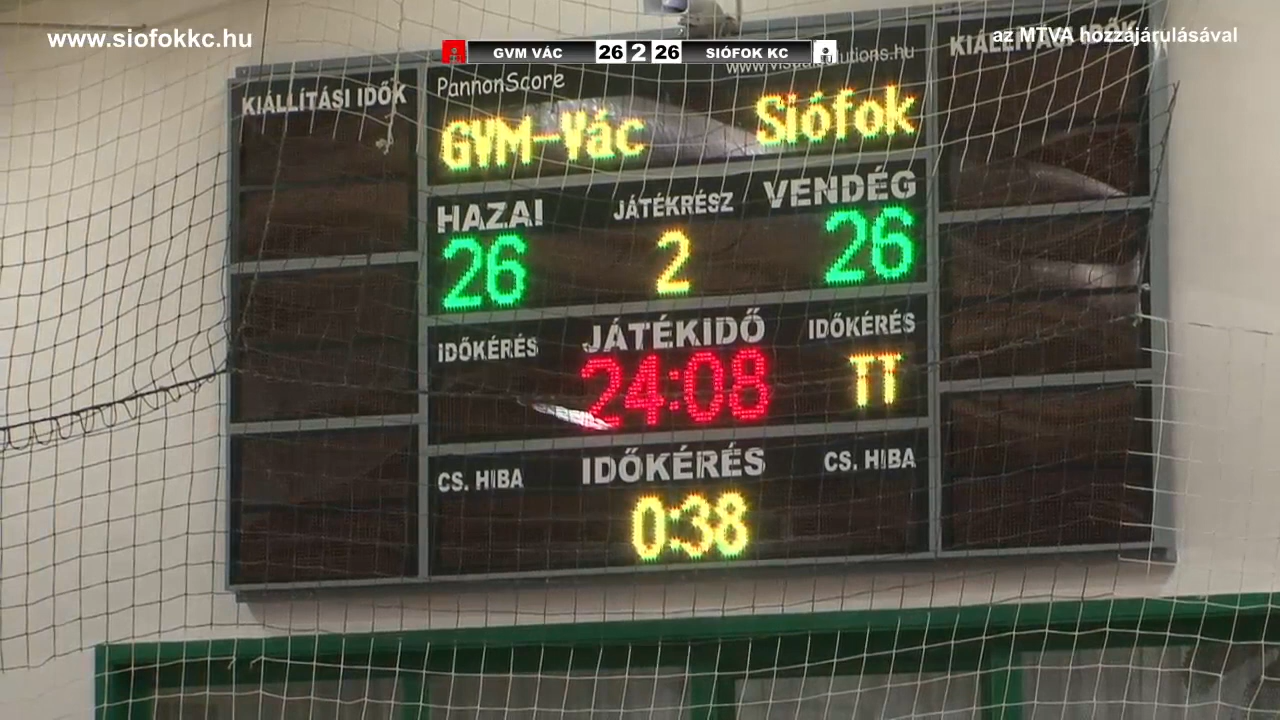 www.siofokkc.hu
az MTVA hozzájárulásával
GVM VÁC 26 2 26 SIÓFOK KC
KIÁLLÍTÁSI IDŐK
PannonScore
KIÁLLÍTÁSI IDŐK
GVM-Vác Siófok
HAZAI JÁTÉKRÉSZ VENDÉG
26 2 26
IDŐKÉRÉS JÁTÉKIDŐ IDŐKÉRÉS
24:08 TT
CS. HIBA IDŐKÉRÉS CS. HIBA
0:38